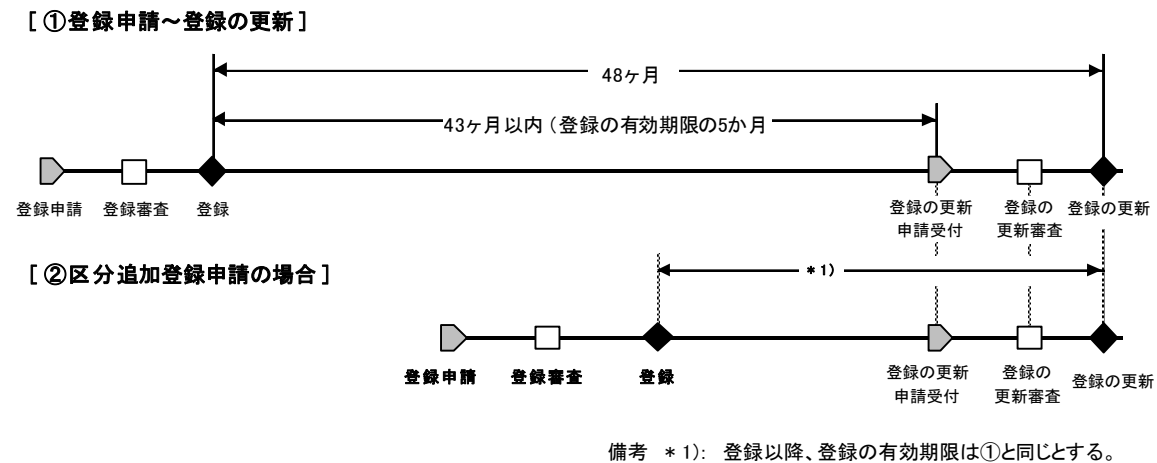 [ ①登録申請～登録の更新 ]
48ヶ月
43ヶ月以内（登録の有効期限の5か月
登録申請 登録審査 登録
登録の更新 登録の 登録の更新
申請受付 更新審査
[ ②区分追加登録申請の場合 ]
＊1)
登録申請 登録審査 登録
登録の更新 登録の 登録の更新
申請受付 更新審査
備考 ＊1): 登録以降、登録の有効期限は①と同じとする。